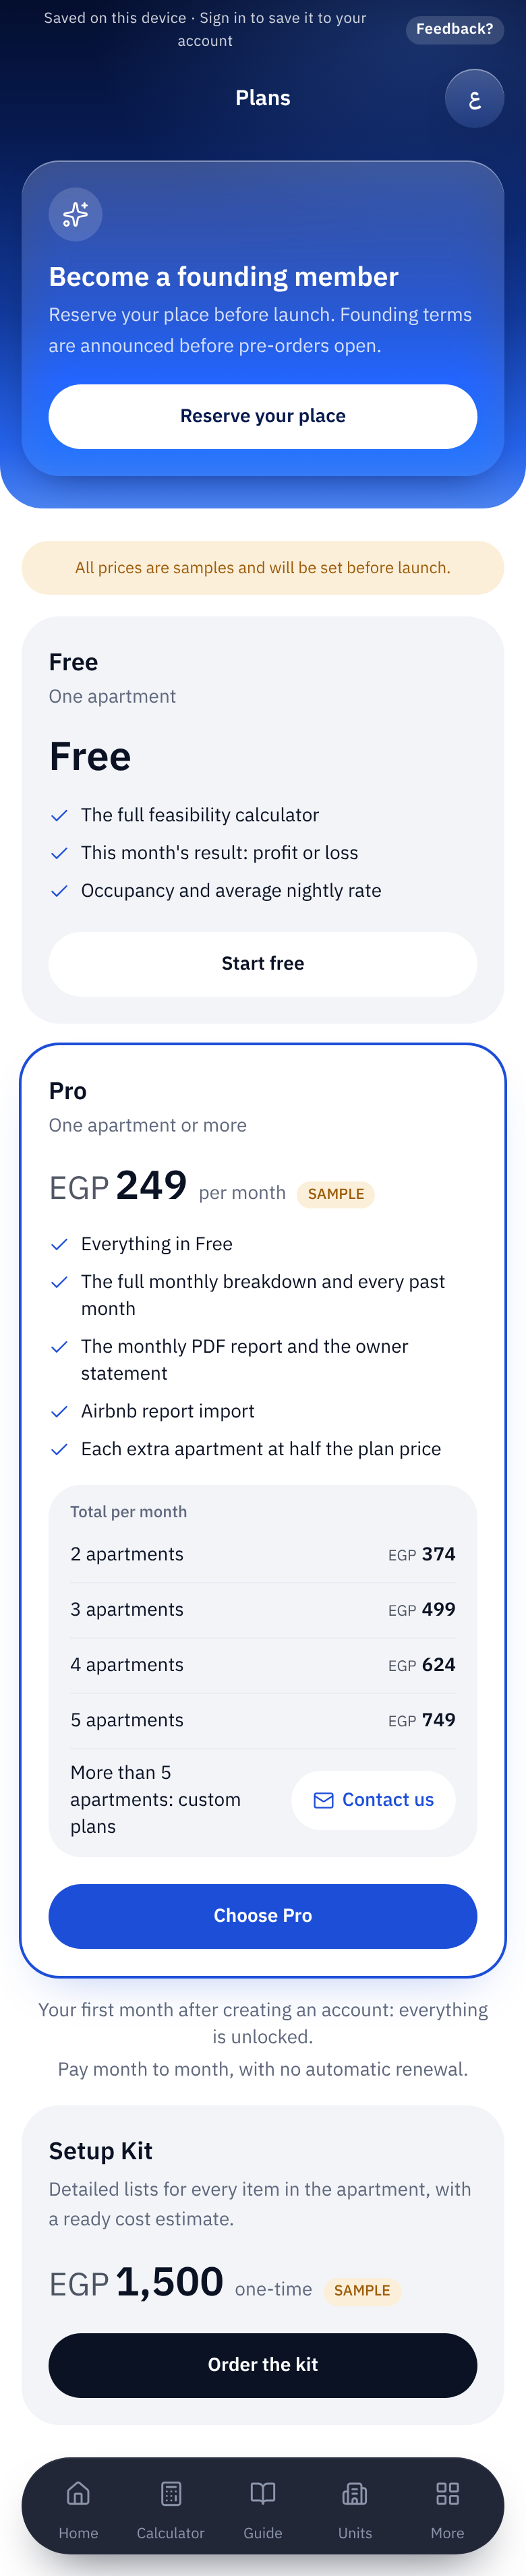 Saved on this device · Sign in to save it to your
account
Feedback?
Plans
ع
Become a founding member
Reserve your place before launch. Founding terms
are announced before pre-orders open.
Reserve your place
All prices are samples and will be set before launch.
Free
One apartment
Free
The full feasibility calculator
This month's result: profit or loss
Occupancy and average nightly rate
Start free
Pro
One apartment or more
EGP 249 per month SAMPLE
Everything in Free
The full monthly breakdown and every past
month
The monthly PDF report and the owner
statement
Airbnb report import
Each extra apartment at half the plan price
Total per month
2 apartments EGP 374
3 apartments EGP 499
4 apartments EGP 624
5 apartments EGP 749
More than 5
apartments: custom
plans
Contact us
Choose Pro
Your first month after creating an account: everything
is unlocked.
Pay month to month, with no automatic renewal.
Setup Kit
Detailed lists for every item in the apartment, with
a ready cost estimate.
EGP 1,500 one-time SAMPLE
Order the kit
Home Calculator Guide Units More